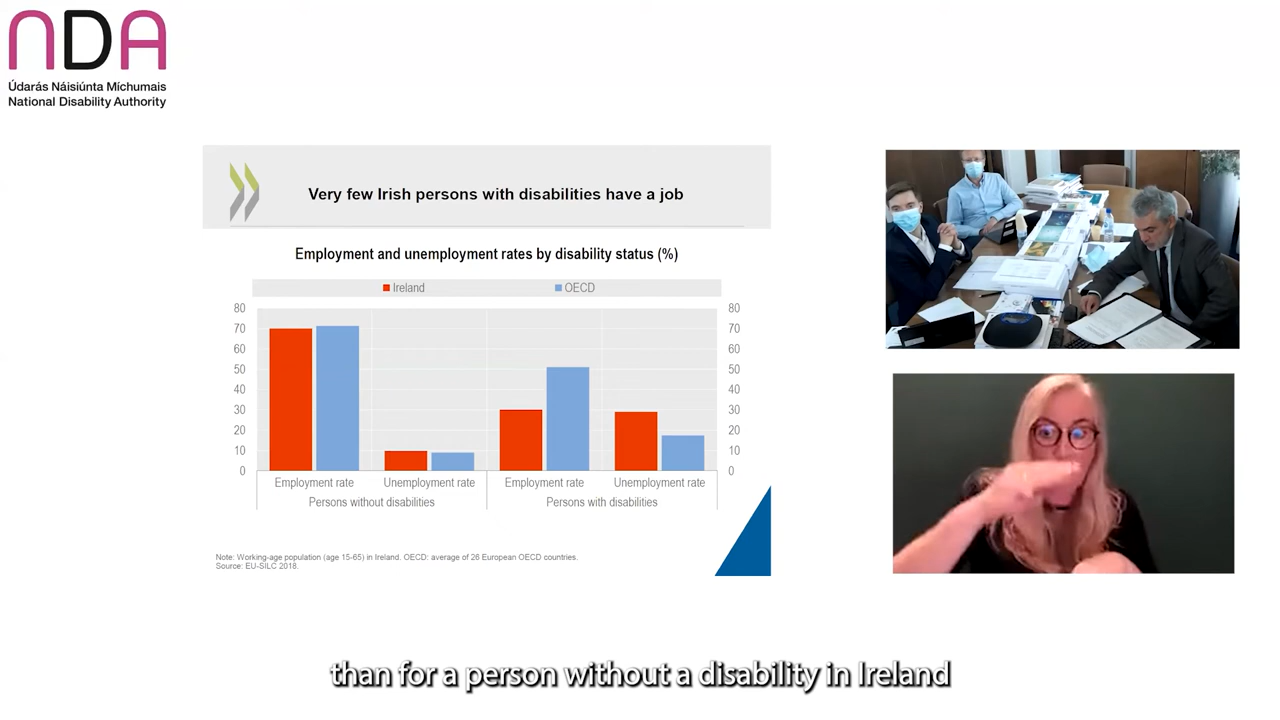 NDA
Údarás Náisiúnta Míchumais
National Disability Authority
Very few Irish persons with disabilities have a job
Employment and unemployment rates by disability status (%)
Ireland OECD
80 80
70 70
60 60
50 50
40 40
30 30
20 20
10 10
0 0
Employment rate Unemployment rate Employment rate Unemployment rate
Persons without disabilities Persons with disabilities
Note: Working-age population (age 15-65) in Ireland. OECD: average of 26 European OECD countries.
Source: EU-SILC 2018.
than for a person without a disability in Ireland